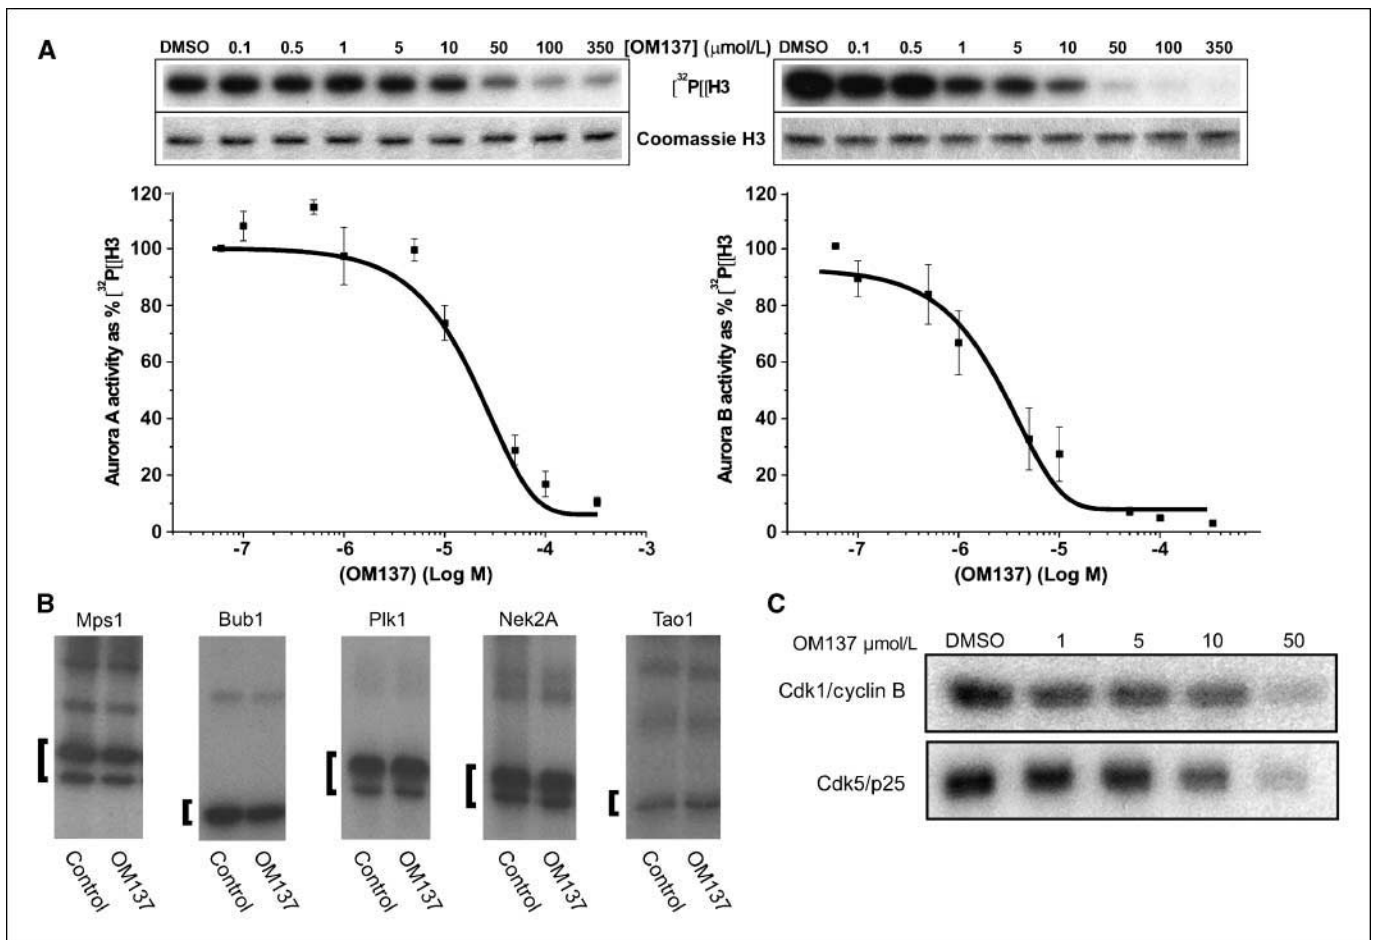 A
DMSO 0.1 0.5 1 5 10 50 100 350 [OM137] (μmol/L) DMSO 0.1 0.5 1 5 10 50 100 350
[³²P[[H3
Coomassie H3
120
100
80
60
40
20
0
-7 -6 -5 -4 -3
(OM137) (Log M)
Aurora A activity as % [³²P[[H3
120
100
80
60
40
20
0
-7 -6 -5 -4
(OM137) (Log M)
Aurora B activity as % [³²P[[H3
B
Mps1 Bub1 Plk1 Nek2A Tao1
Control OM137 Control OM137 Control OM137 Control OM137 Control OM137
C
OM137 µmol/L DMSO 1 5 10 50
Cdk1/cyclin B
Cdk5/p25